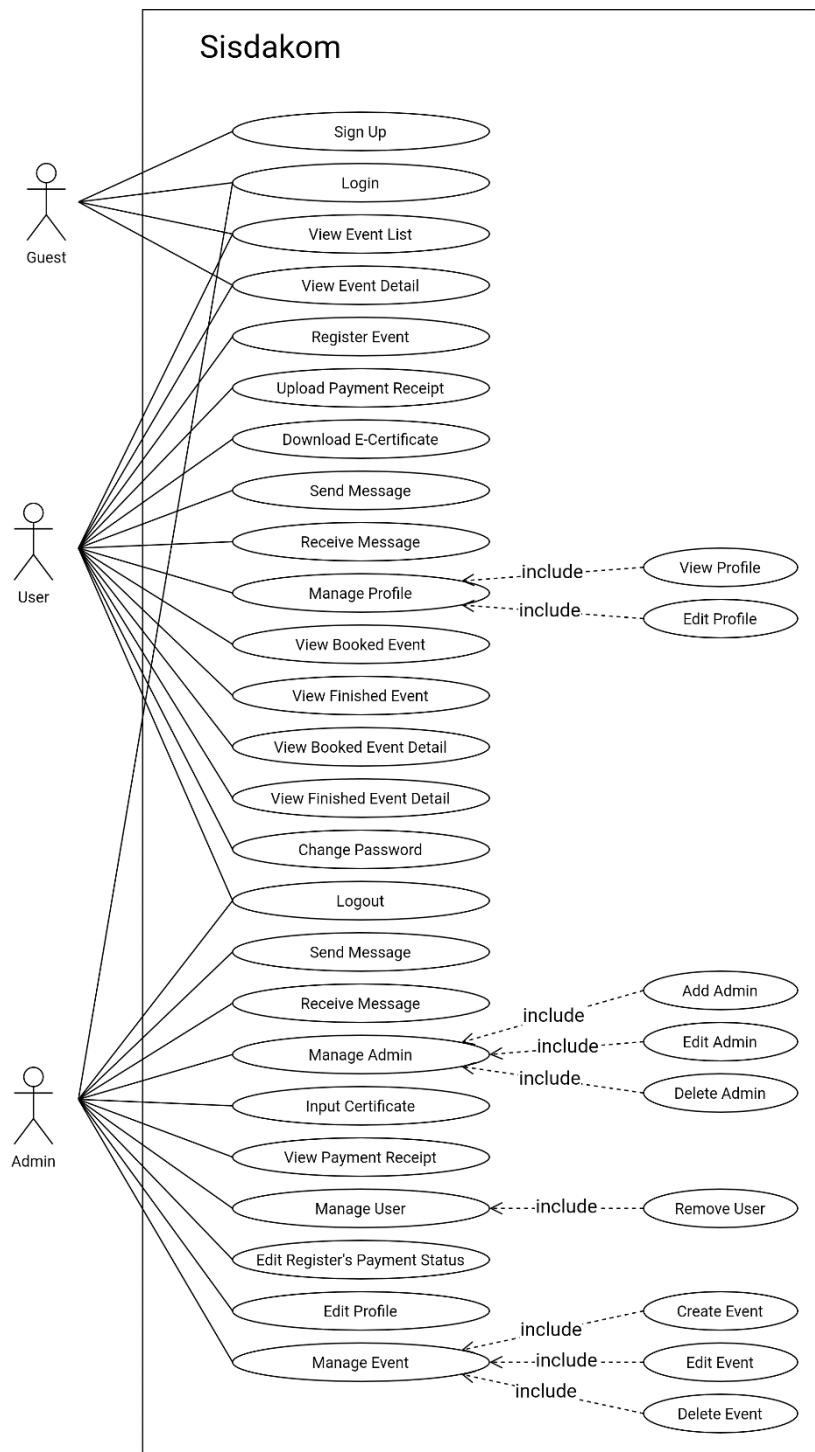 Sisdakom
Sign Up
Login
Guest
View Event List
View Event Detail
Register Event
Upload Payment Receipt
Download E-Certificate
Send Message
Receive Message
User
Manage Profile
include
View Profile
include
Edit Profile
View Booked Event
View Finished Event
View Booked Event Detail
View Finished Event Detail
Change Password
Logout
Send Message
Receive Message
Manage Admin
include
Add Admin
include
Edit Admin
include
Delete Admin
Admin
Input Certificate
View Payment Receipt
Manage User
include
Remove User
Edit Register's Payment Status
Edit Profile
Manage Event
include
Create Event
include
Edit Event
include
Delete Event